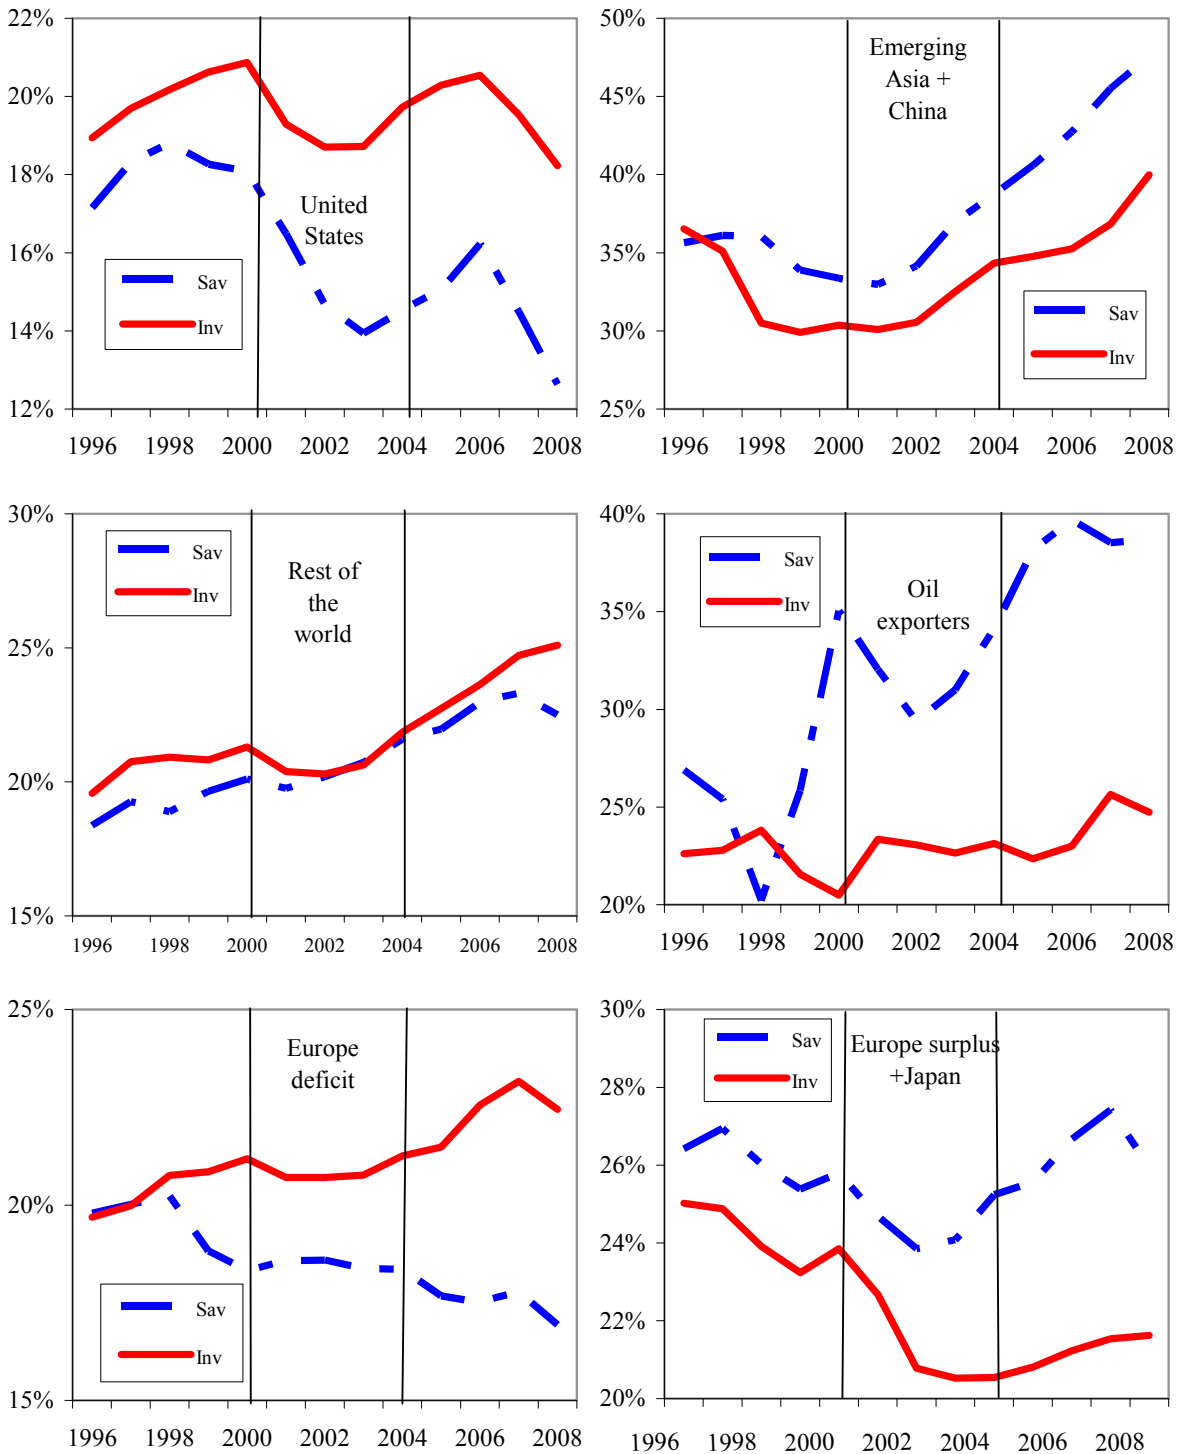 22%
20%
18%
16%
14%
12%
United
States
Sav
Inv
1996 1998 2000 2002 2004 2006 2008
50%
45%
40%
35%
30%
25%
Emerging
Asia +
China
Sav
Inv
1996 1998 2000 2002 2004 2006 2008
30%
25%
20%
15%
Sav
Inv
Rest of
the
world
1996 1998 2000 2002 2004 2006 2008
40%
35%
30%
25%
20%
Sav
Inv
Oil
exporters
1996 1998 2000 2002 2004 2006 2008
25%
20%
15%
Europe
deficit
Sav
Inv
1996 1998 2000 2002 2004 2006 2008
30%
28%
26%
24%
22%
20%
Sav
Inv
Europe surplus
+Japan
1996 1998 2000 2002 2004 2006 2008